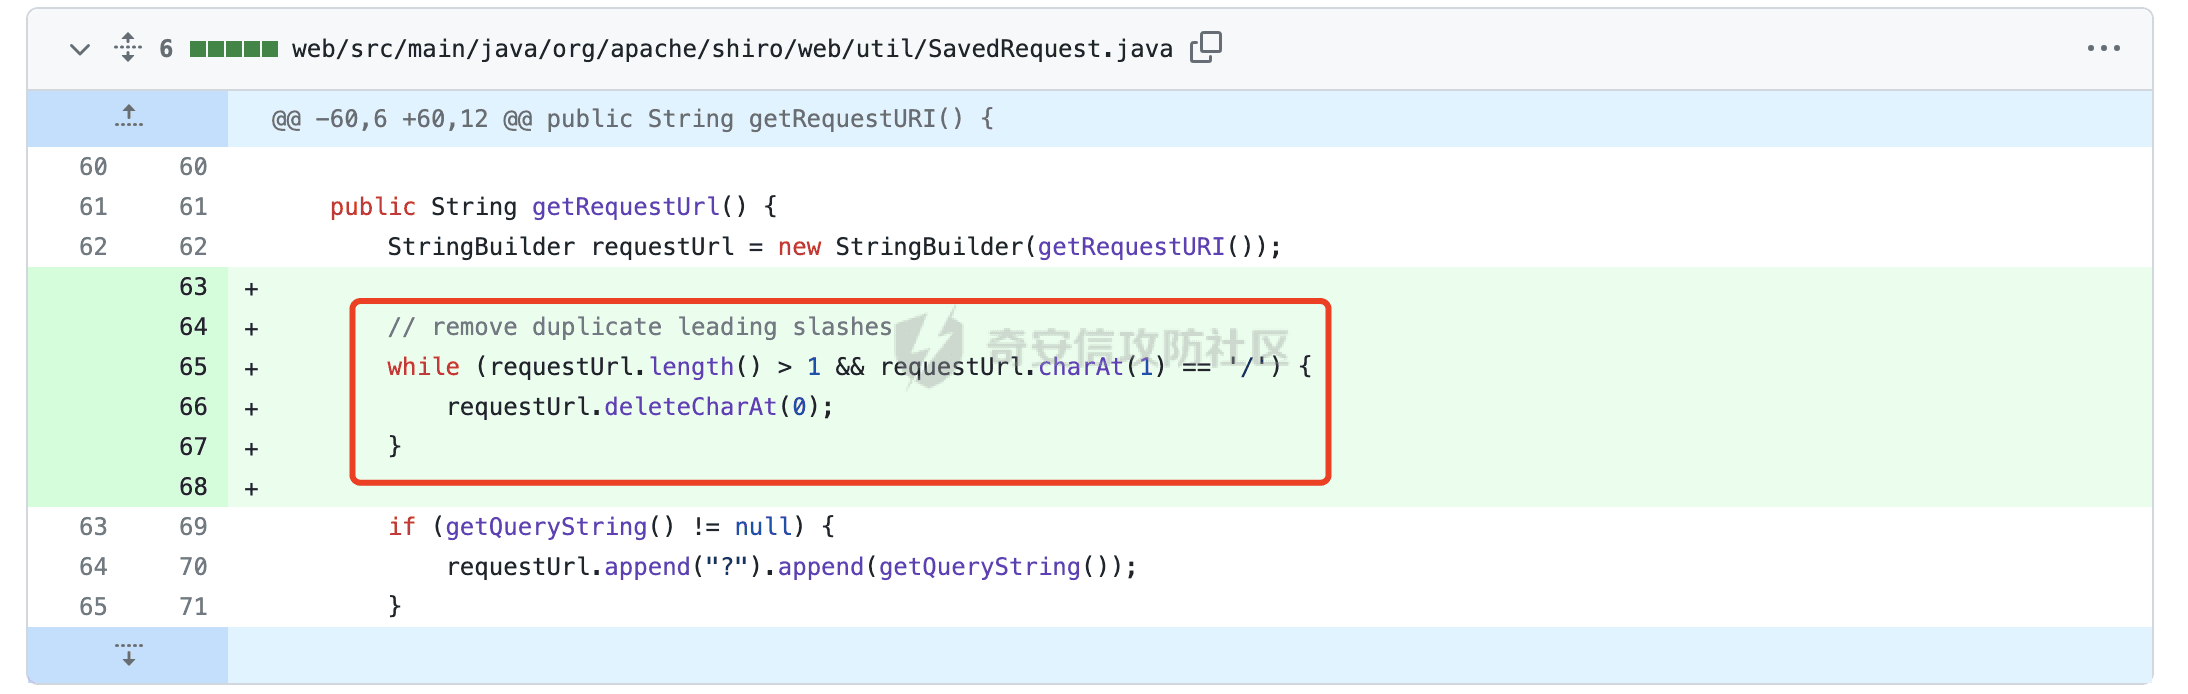 6 web/src/main/java/org/apache/shiro/web/util/SavedRequest.java
@@ -60,6 +60,12 @@ public String getRequestURI() {
60 60
61 61 public String getRequestUrl() {
62 62 StringBuilder requestUrl = new StringBuilder(getRequestURI());
63 +
64 + // remove duplicate leading slashes
奇安信攻防社区
65 + while (requestUrl.length() > 1 && requestUrl.charAt(1) == '/') {
66 + requestUrl.deleteCharAt(0);
67 + }
68 +
63 69 if (getQueryString() != null) {
64 70 requestUrl.append("?").append(getQueryString());
65 71 }